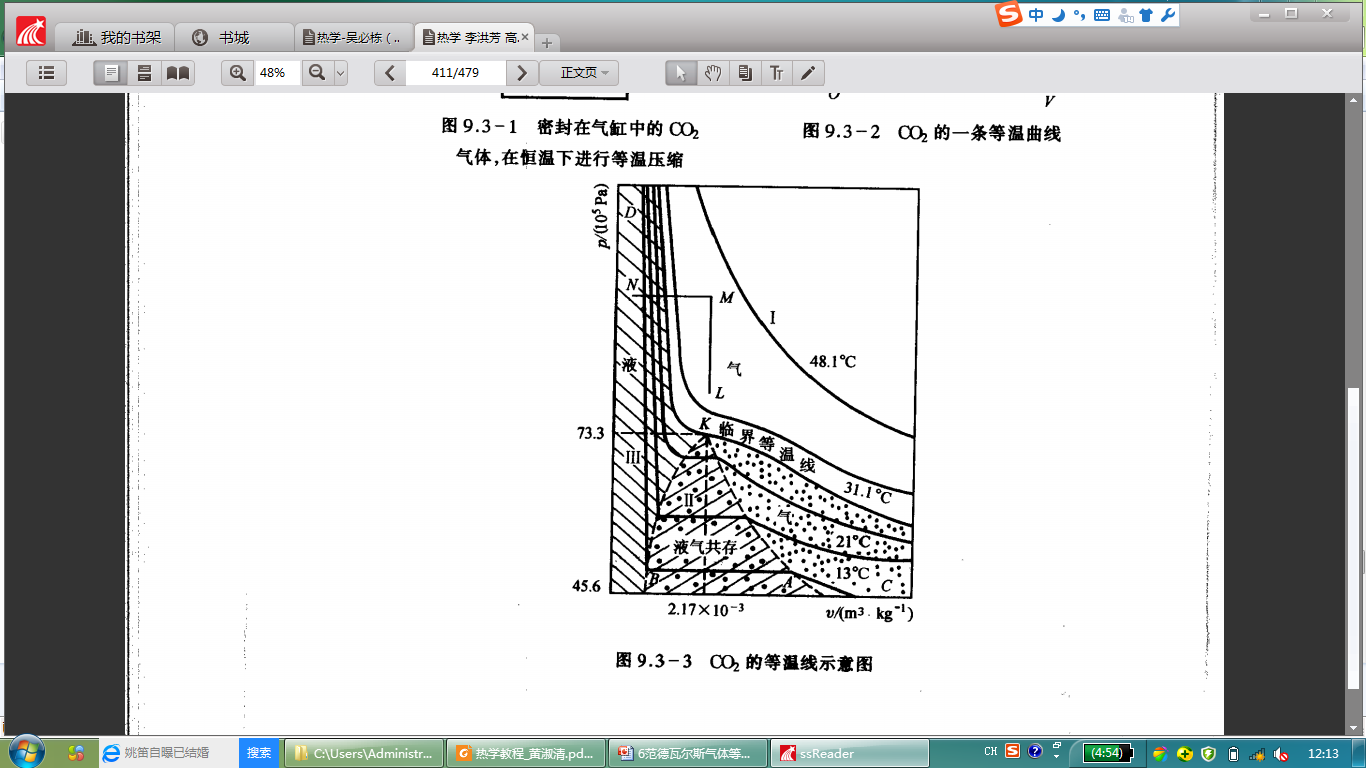 中
我的书架
书城
热学-吴必栋 (..
热学 李洪芳 高.
48%
411/479
正文页
O
V
图 9.3-1 密封在气缸中的 CO₂
气体,在恒温下进行等温压缩
图 9.3-2 CO₂ 的一条等温曲线
p/(10⁵ Pa)
D
N
M
I
液
气
48.1℃
L
K
临界等温线
73.3
III
31.1℃
II
气
21℃
液气共存
13℃
B
A
C
45.6
2.17×10⁻³
v/(m³·kg⁻¹)
图 9.3-3 CO₂ 的等温线示意图
姚笛自曝已结婚
搜索
C:\Users\Administr...
热学教程_黄淑清.pd...
6范德瓦尔斯气体等...
ssReader
CH
(4:54)
12:13